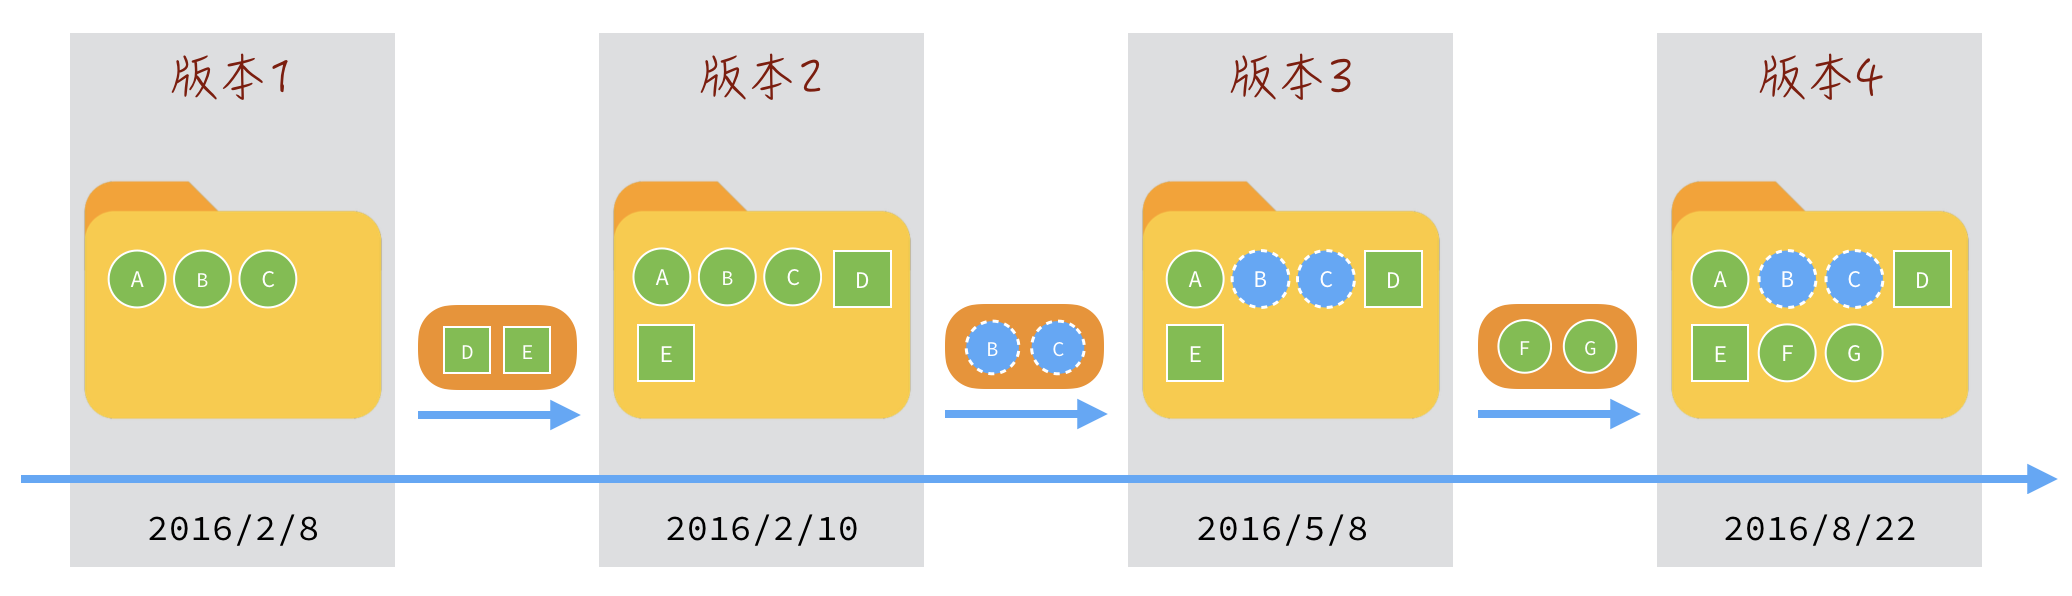 版本1
版本2
版本3
版本4
A B C
A B C D
A B C D
A B C D
E
E
E F G
D E
B C
F G
2016/2/8
2016/2/10
2016/5/8
2016/8/22